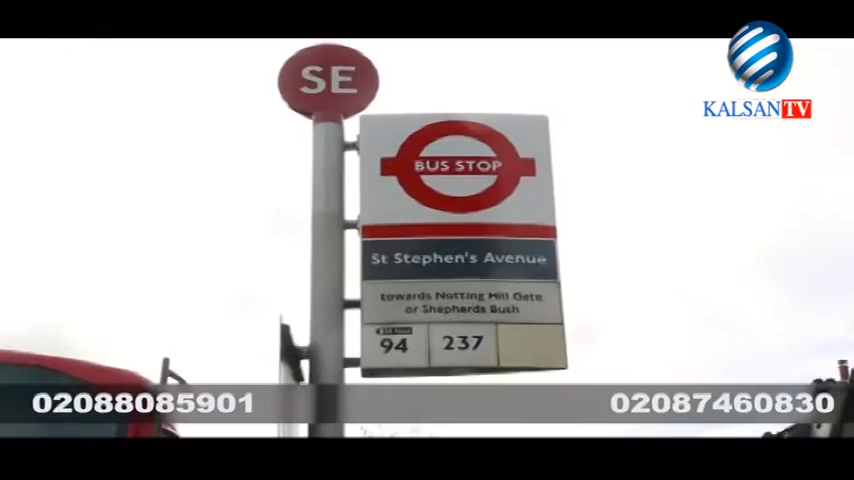 SE
KALSAN TV
BUS STOP
St Stephen's Avenue
towards Notting Hill Gate
or Shepherds Bush
94
237
02088085901
02087460830